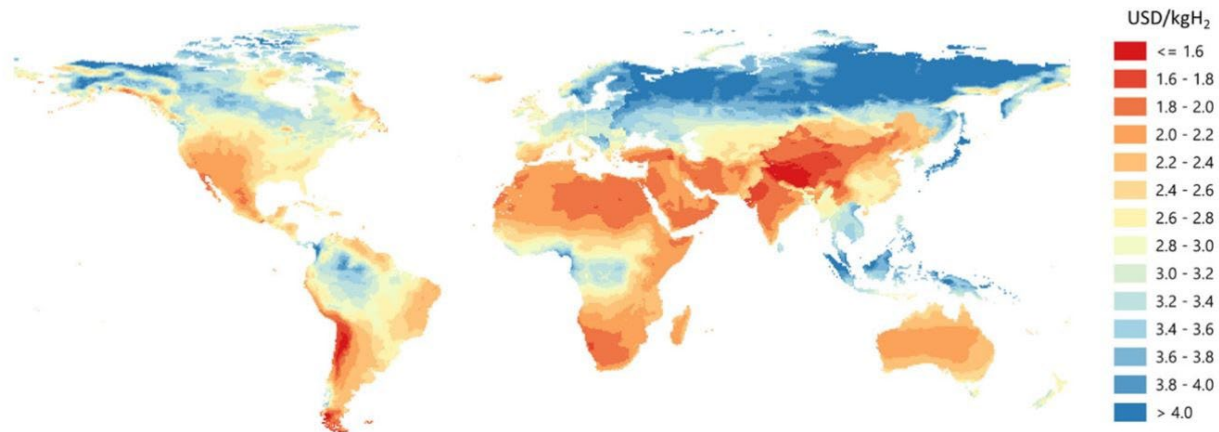 USD/kgH₂
<= 1.6
1.6 - 1.8
1.8 - 2.0
2.0 - 2.2
2.2 - 2.4
2.4 - 2.6
2.6 - 2.8
2.8 - 3.0
3.0 - 3.2
3.2 - 3.4
3.4 - 3.6
3.6 - 3.8
3.8 - 4.0
> 4.0